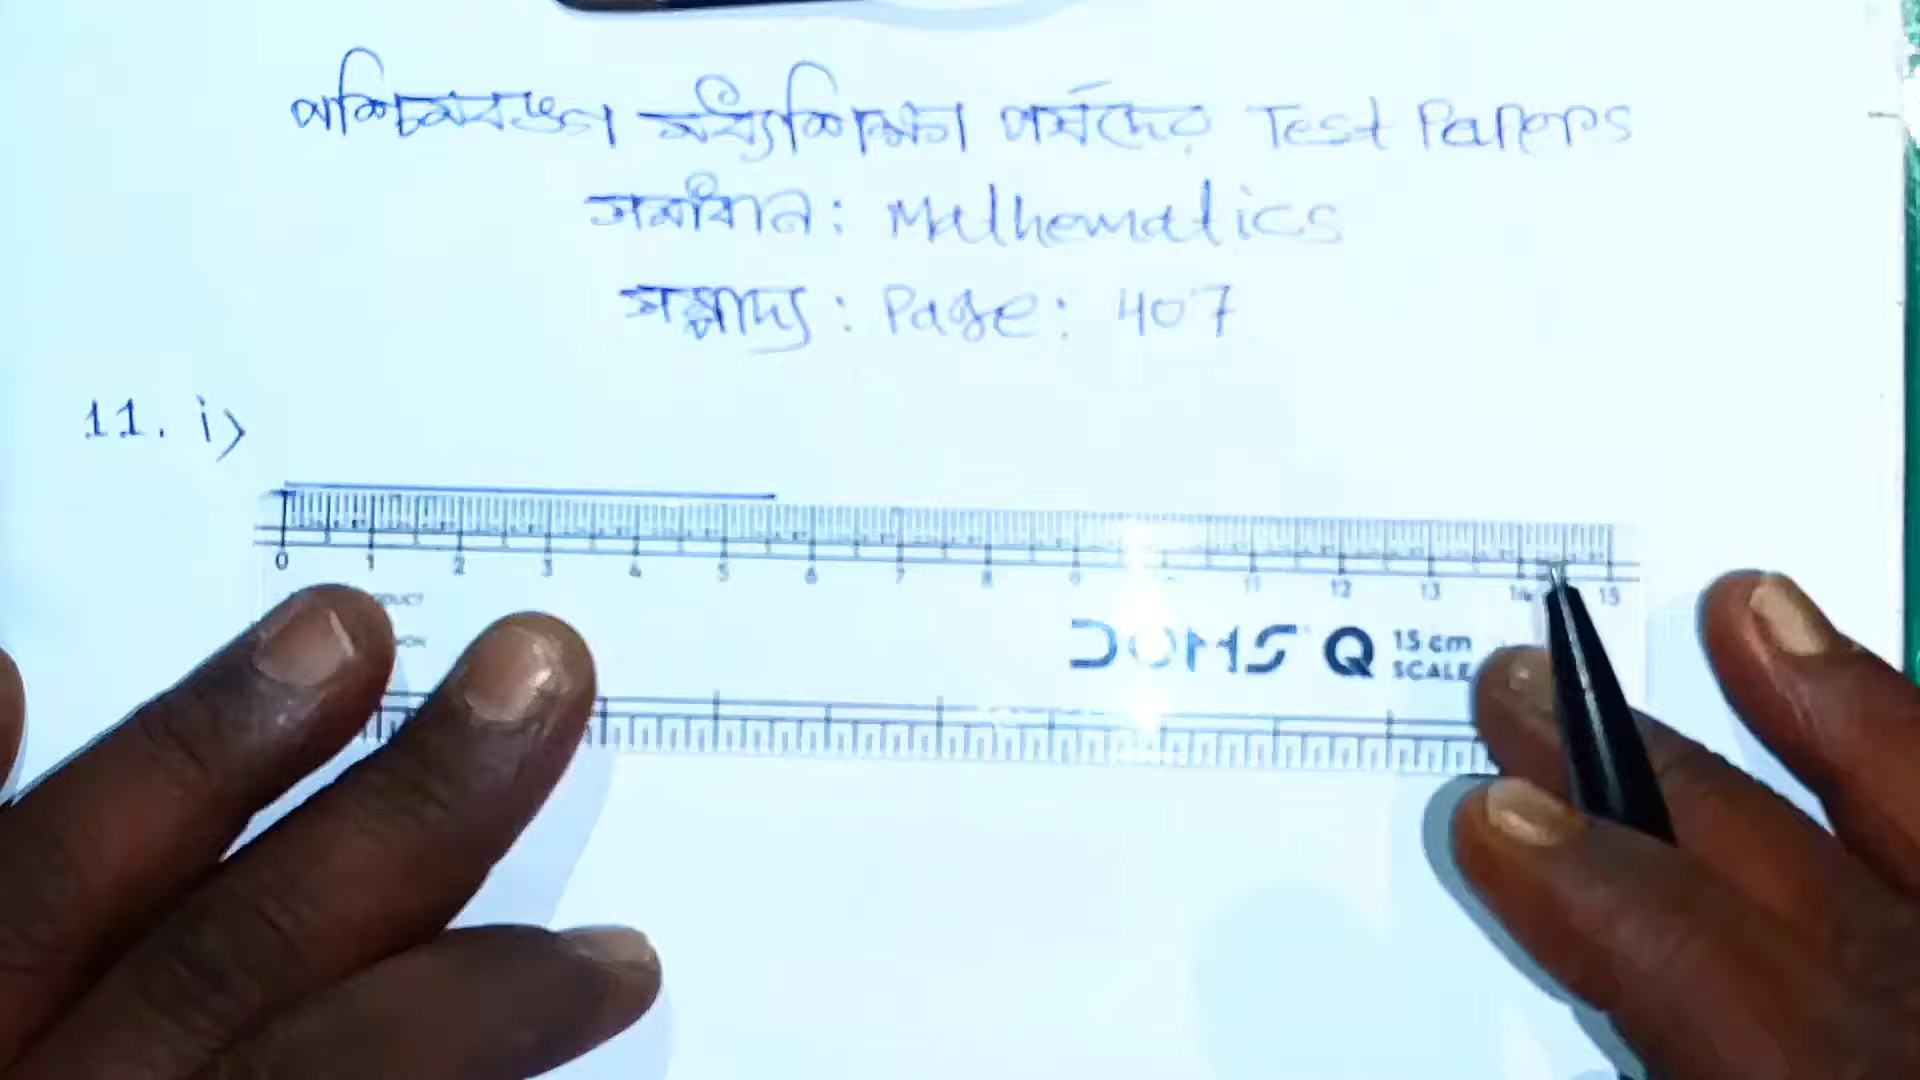 পশ্চিমবঙ্গ মধ্যশিক্ষা পর্ষদের Test Papers
সমাধান: Mathematics
সম্পাদ্য: Page: 407
11. i>
0 1 2 3 4 5 6 7 8 9 11 12 13 14 15
DOMS Q 15 cm
SCALE